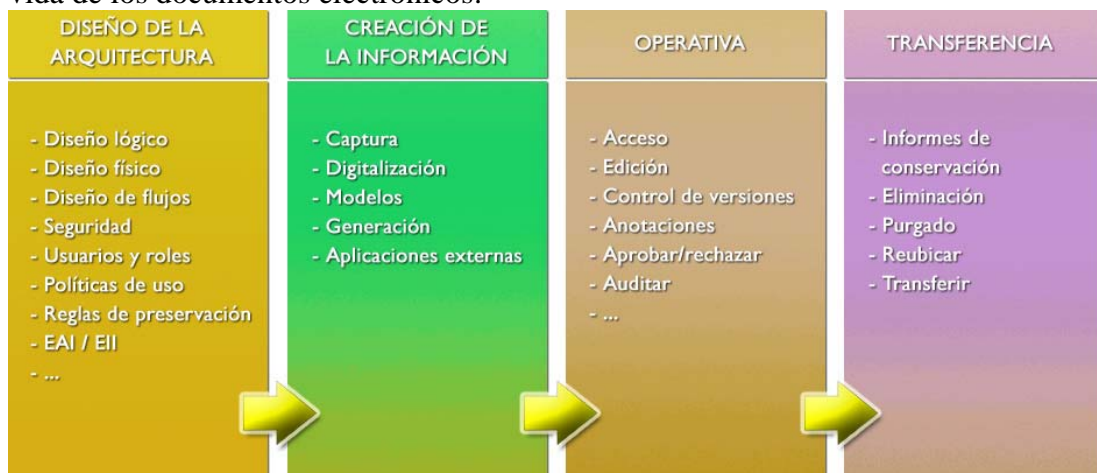 vida de los documentos electrónicos:
DISEÑO DE LA
ARQUITECTURA
- Diseño lógico
- Diseño físico
- Diseño de flujos
- Seguridad
- Usuarios y roles
- Políticas de uso
- Reglas de preservación
- EAI / EII
- ...
CREACIÓN DE
LA INFORMACIÓN
- Captura
- Digitalización
- Modelos
- Generación
- Aplicaciones externas
OPERATIVA
- Acceso
- Edición
- Control de versiones
- Anotaciones
- Aprobar/rechazar
- Auditar
- ...
TRANSFERENCIA
- Informes de
conservación
- Eliminación
- Purgado
- Reubicar
- Transferir